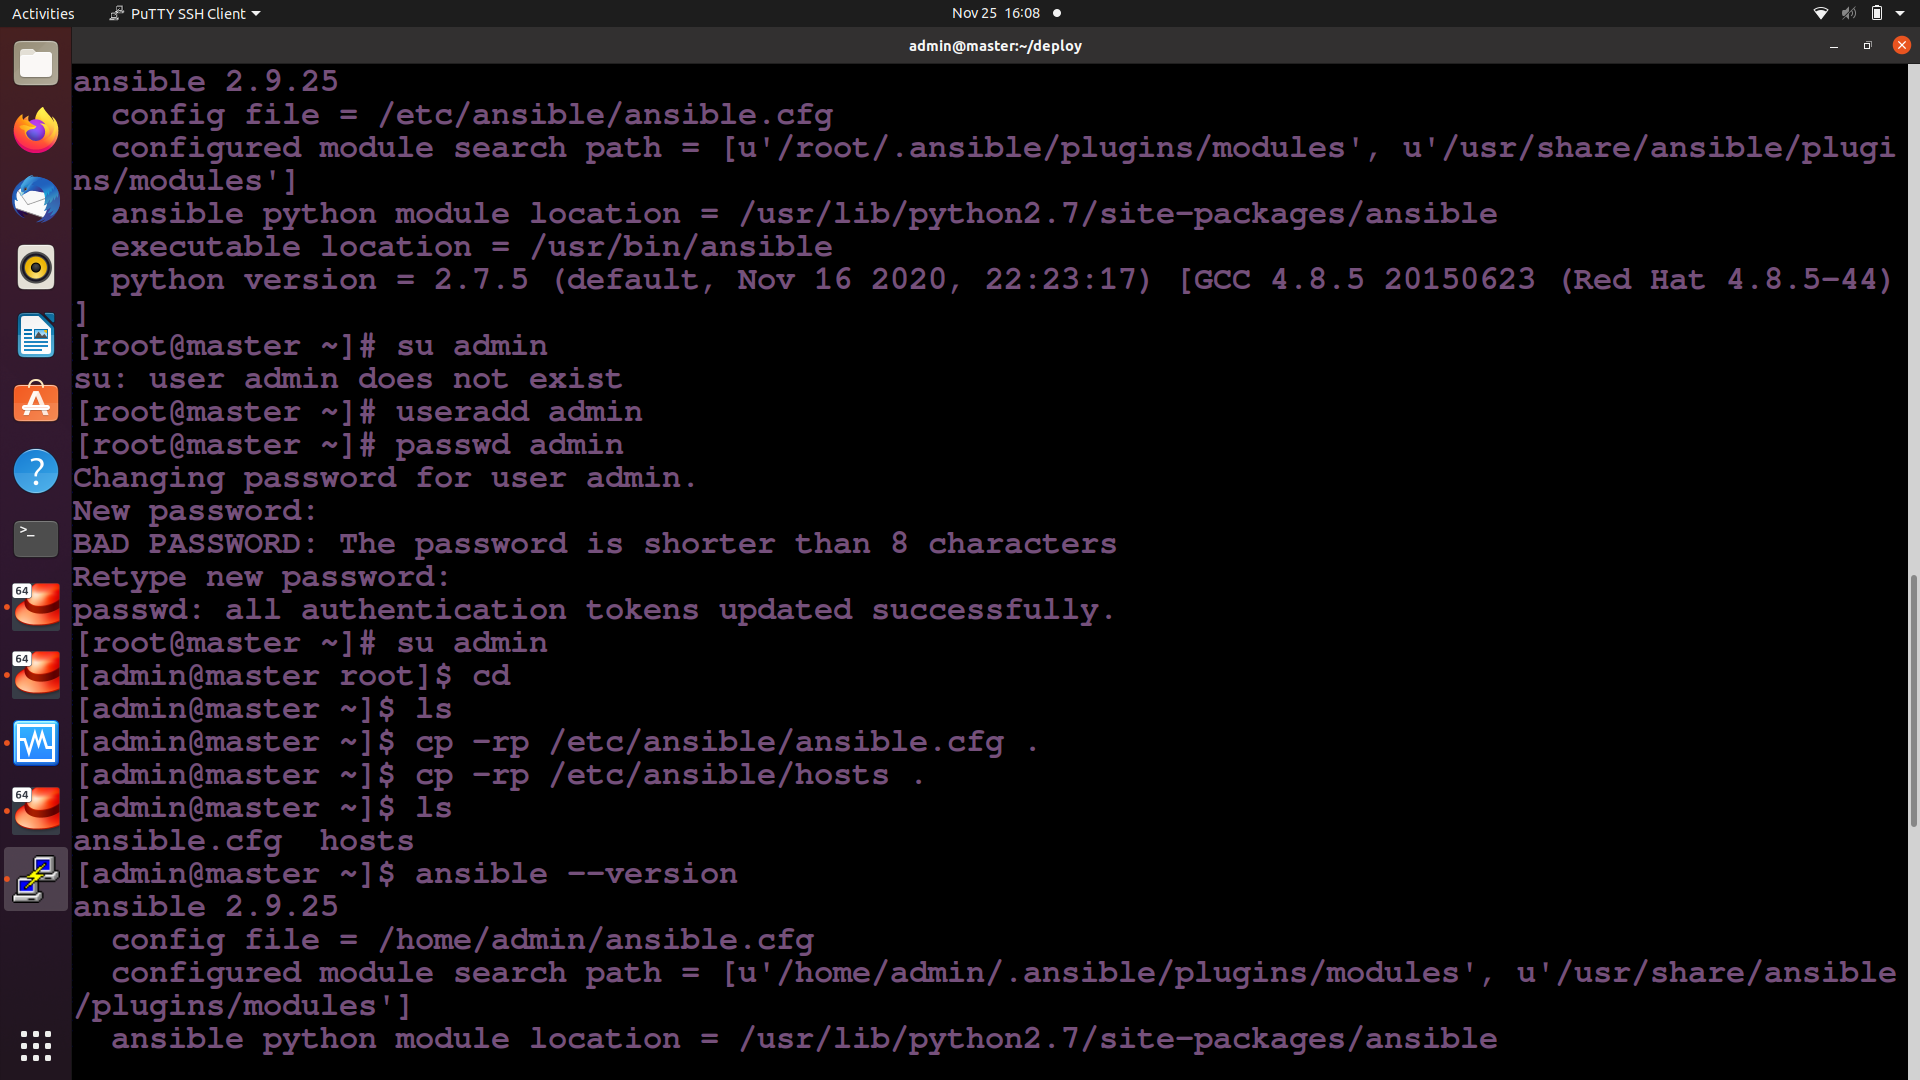 Activities
PuTTY SSH Client
Nov 25 16:08
admin@master:~/deploy
ansible 2.9.25
config file = /etc/ansible/ansible.cfg
configured module search path = [u'/root/.ansible/plugins/modules', u'/usr/share/ansible/plugi
ns/modules']
ansible python module location = /usr/lib/python2.7/site-packages/ansible
executable location = /usr/bin/ansible
python version = 2.7.5 (default, Nov 16 2020, 22:23:17) [GCC 4.8.5 20150623 (Red Hat 4.8.5-44)
]
[root@master ~]# su admin
su: user admin does not exist
[root@master ~]# useradd admin
[root@master ~]# passwd admin
Changing password for user admin.
New password:
BAD PASSWORD: The password is shorter than 8 characters
Retype new password:
passwd: all authentication tokens updated successfully.
[root@master ~]# su admin
[admin@master root]$ cd
[admin@master ~]$ ls
[admin@master ~]$ cp -rp /etc/ansible/ansible.cfg .
[admin@master ~]$ cp -rp /etc/ansible/hosts .
[admin@master ~]$ ls
ansible.cfg  hosts
[admin@master ~]$ ansible --version
ansible 2.9.25
config file = /home/admin/ansible.cfg
configured module search path = [u'/home/admin/.ansible/plugins/modules', u'/usr/share/ansible
/plugins/modules']
ansible python module location = /usr/lib/python2.7/site-packages/ansible
64
64
64